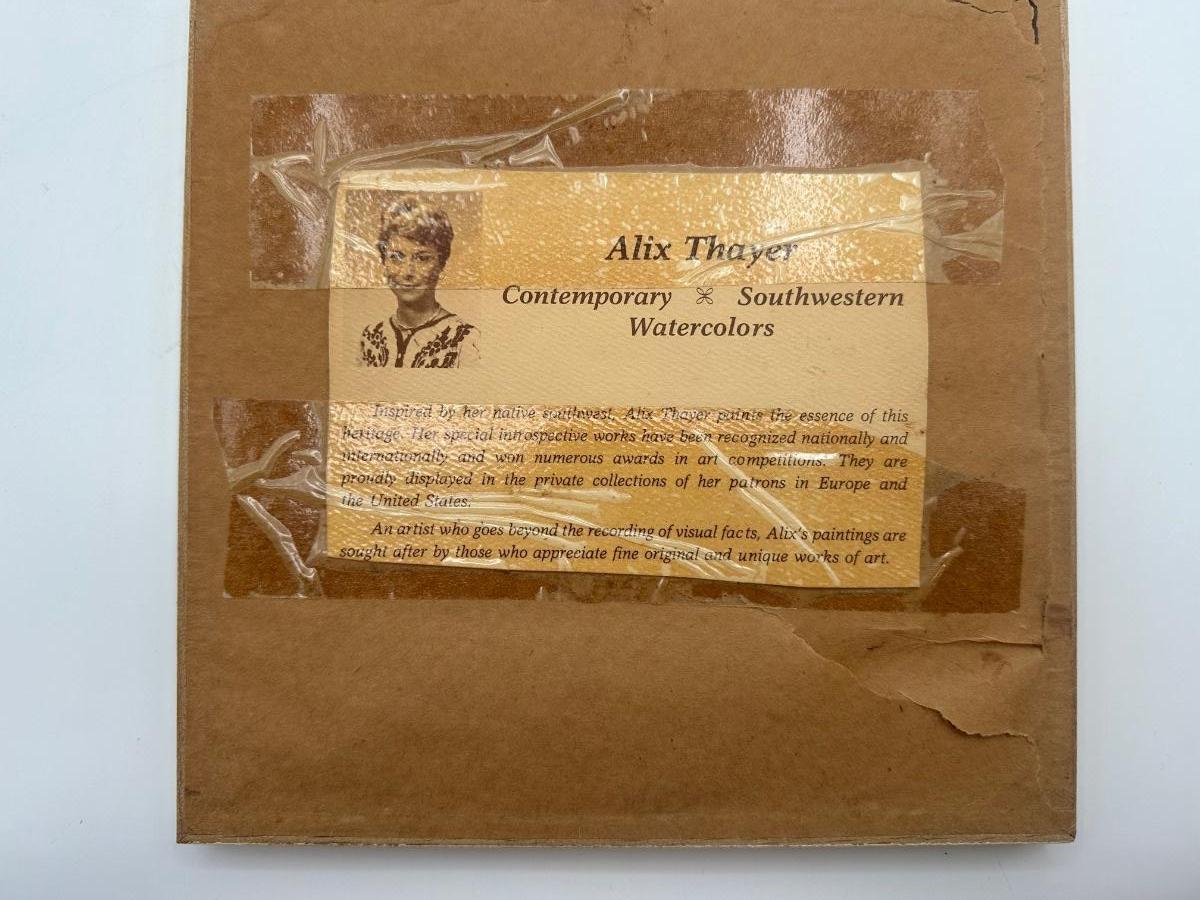 Alix Thayer
Contemporary Southwestern
Watercolors
Inspired by her native southwest, Alix Thayer paints the essence of this
heritage. Her special introspective works have been recognized nationally and
internationally and won numerous awards in art competitions. They are
proudly displayed in the private collections of her patrons in Europe and
the United States.
An artist who goes beyond the recording of visual facts, Alix's paintings are
sought after by those who appreciate fine original and unique works of art.